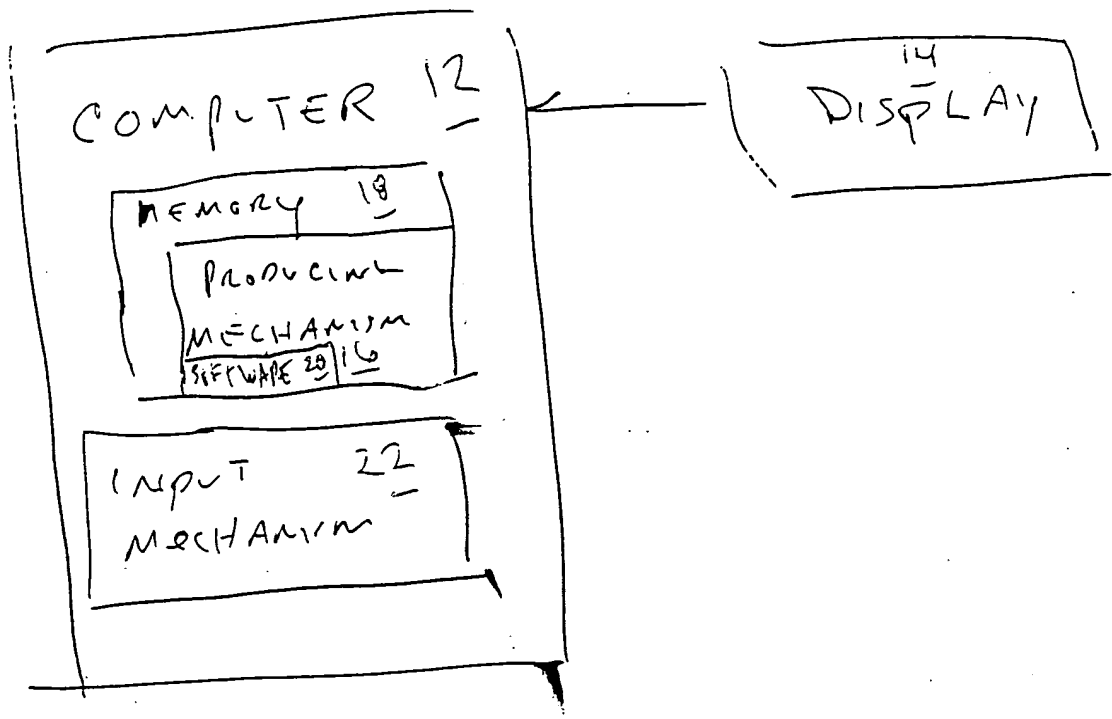 COMPUTER 12
14
DISPLAY
MEMORY 18
PRODUCING
MECHANISM
SOFTWARE 20 16
INPUT 22
MECHANISM